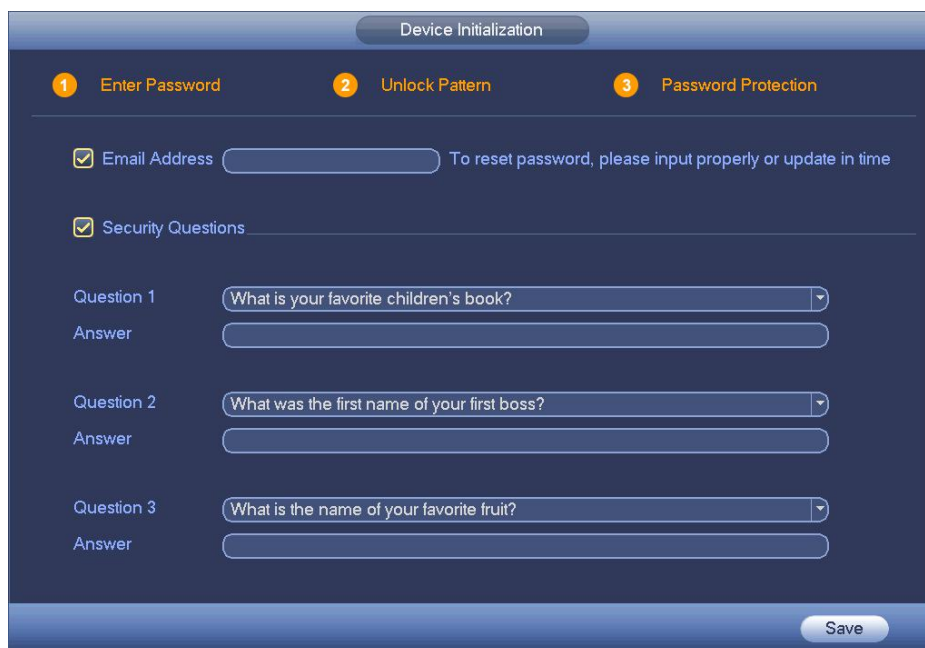 Device Initialization
1 Enter Password 2 Unlock Pattern 3 Password Protection
Email Address To reset password, please input properly or update in time
Security Questions
Question 1 What is your favorite children's book?
Answer
Question 2 What was the first name of your first boss?
Answer
Question 3 What is the name of your favorite fruit?
Answer
Save